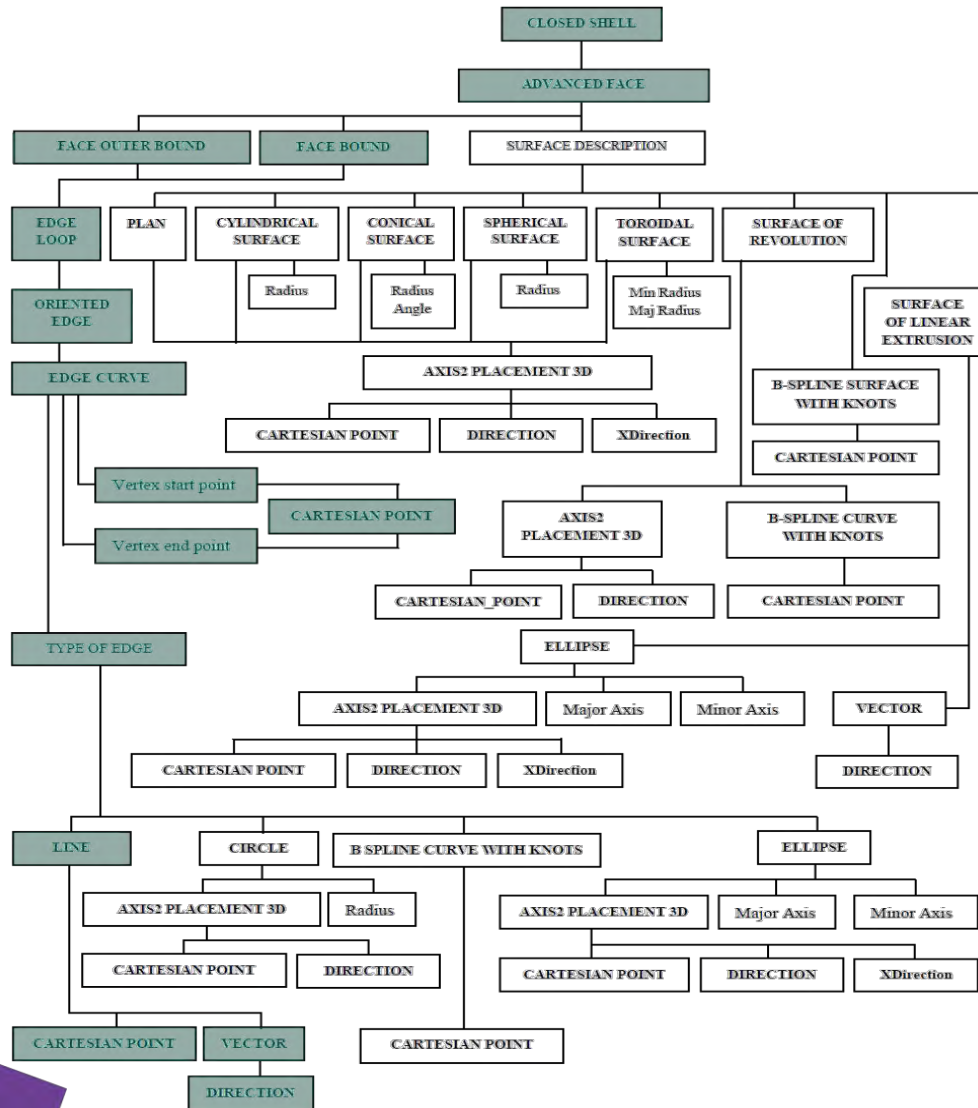 CLOSED SHELL
ADVANCED FACE
FACE OUTER BOUND
FACE BOUND
SURFACE DESCRIPTION
EDGE
LOOP
PLAN
CYLINDRICAL
SURFACE
CONICAL
SURFACE
SPHERICAL
SURFACE
TOROIDAL
SURFACE
SURFACE OF
REVOLUTION
Radius
Radius
Angle
Radius
Min Radius
Maj Radius
ORIENTED
EDGE
SURFACE
OF LINEAR
EXTRUSION
EDGE CURVE
AXIS2 PLACEMENT 3D
B-SPLINE SURFACE
WITH KNOTS
CARTESIAN POINT
DIRECTION
XDirection
CARTESIAN POINT
Vertex start point
CARTESIAN POINT
Vertex end point
AXIS2
PLACEMENT 3D
B-SPLINE CURVE
WITH KNOTS
CARTESIAN_POINT
DIRECTION
CARTESIAN POINT
TYPE OF EDGE
ELLIPSE
AXIS2 PLACEMENT 3D
Major Axis
Minor Axis
VECTOR
CARTESIAN POINT
DIRECTION
XDirection
DIRECTION
LINE
CIRCLE
B SPLINE CURVE WITH KNOTS
ELLIPSE
AXIS2 PLACEMENT 3D
Radius
AXIS2 PLACEMENT 3D
Major Axis
Minor Axis
CARTESIAN POINT
DIRECTION
CARTESIAN POINT
DIRECTION
XDirection
CARTESIAN POINT
VECTOR
CARTESIAN POINT
DIRECTION